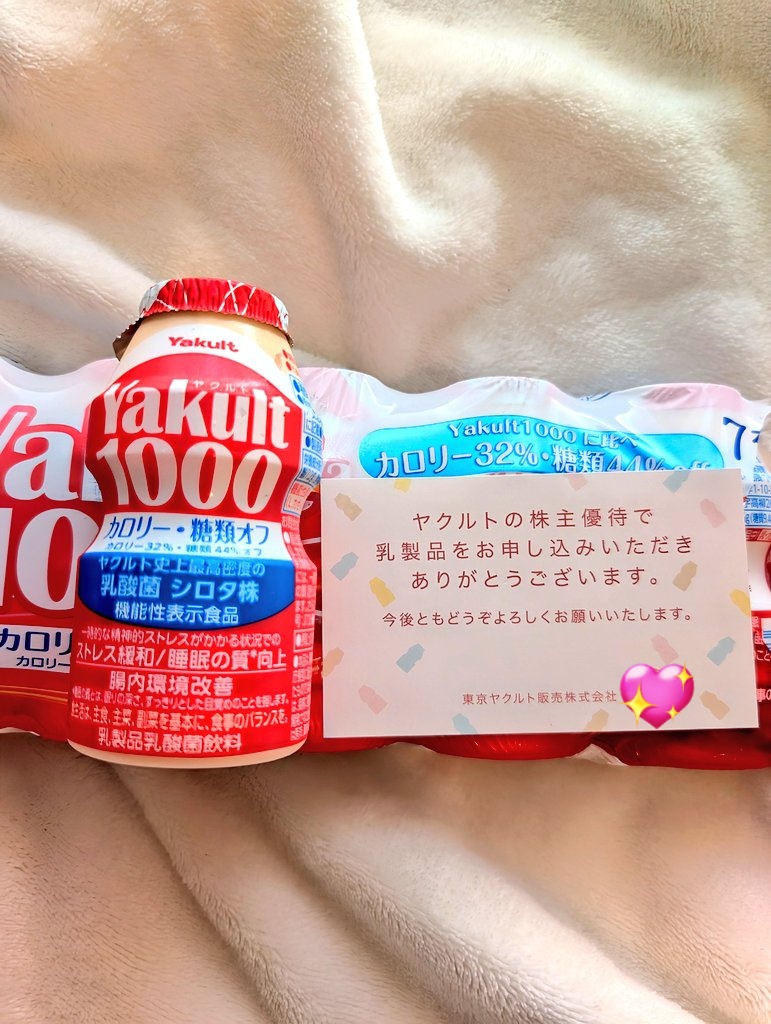 Yakult
ヤクルト
Yakult
1000
カロリー・糖類オフ
カロリー32%・糖類44%オフ
ヤクルト史上最高密度の
乳酸菌 シロタ株
機能性表示食品
一時的な精神的ストレスがかかる状況での
ストレス緩和/睡眠の質*向上
腸内環境改善
食生活は、主食、主菜、副菜を基本に、食事のバランスを。
乳製品乳酸菌飲料
Yakult1000に比べ
カロリー32%・糖類44%off
ヤクルトの株主優待で
乳製品をお申し込みいただき
ありがとうございます。
今後ともどうぞよろしくお願いいたします。
東京ヤクルト販売株式会社